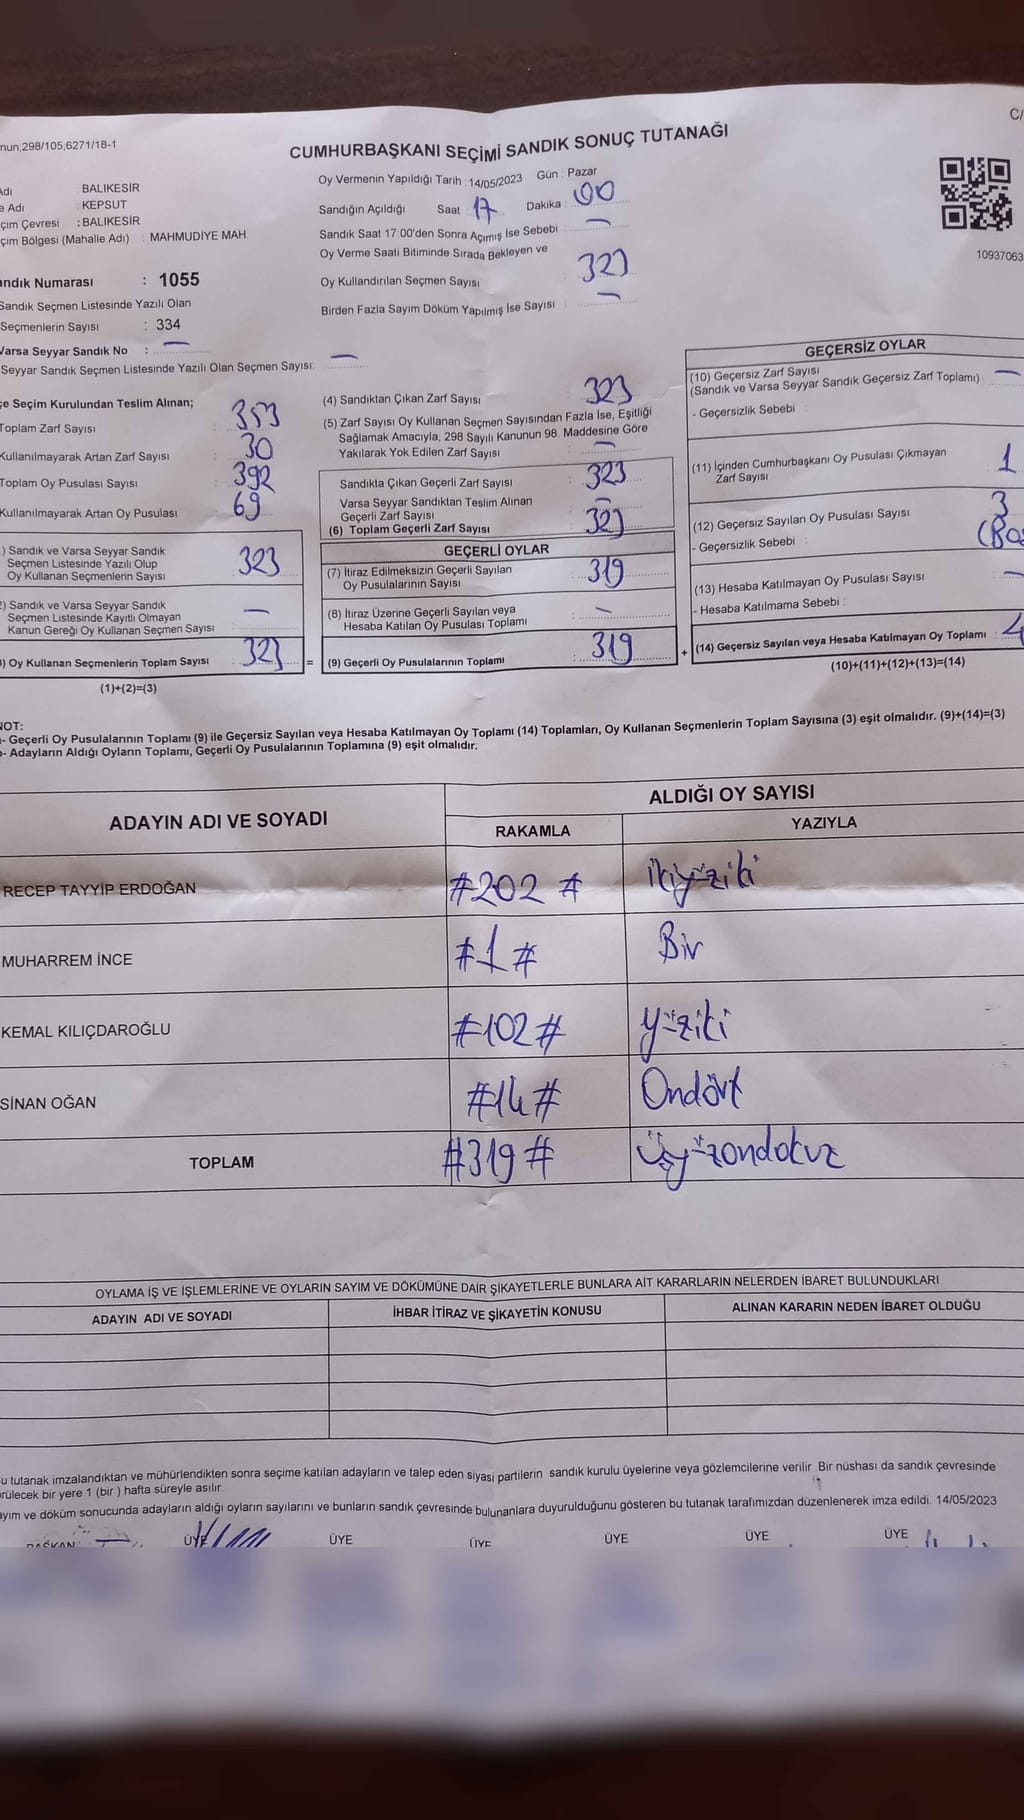 nun,298/105,6271/18-1
C/
CUMHURBAŞKANI SEÇİMİ SANDIK SONUÇ TUTANAĞI
Adı : BALIKESİR
e Adı : KEPSUT
çim Çevresi : BALIKESİR
çim Bölgesi (Mahalle Adı) : MAHMUDİYE MAH.
andık Numarası : 1055
Sandık Seçmen Listesinde Yazılı Olan
Seçmenlerin Sayısı : 334
Varsa Seyyar Sandık No : —
Seyyar Sandık Seçmen Listesinde Yazılı Olan Seçmen Sayısı: —
Oy Vermenin Yapıldığı Tarih : 14/05/2023 Gün : Pazar
Sandığın Açıldığı Saat : 17 Dakika : 00
Sandık Saat 17:00'den Sonra Açımış İse Sebebi : —
Oy Verme Saati Bitiminde Sırada Bekleyen ve
Oy Kullandırılan Seçmen Sayısı : 323
Birden Fazla Sayım Döküm Yapılmış İse Sayısı : —
10937063
çe Seçim Kurulundan Teslim Alınan;
Toplam Zarf Sayısı : 353
Kullanılmayarak Artan Zarf Sayısı : 30
Toplam Oy Pusulası Sayısı : 392
Kullanılmayarak Artan Oy Pusulası : 69
) Sandık ve Varsa Seyyar Sandık
Seçmen Listesinde Yazılı Olup
Oy Kullanan Seçmenlerin Sayısı : 323
2) Sandık ve Varsa Seyyar Sandık
Seçmen Listesinde Kayıtlı Olmayan
Kanun Gereği Oy Kullanan Seçmen Sayısı : —
) Oy Kullanan Seçmenlerin Toplam Sayısı : 323 =
(1)+(2)=(3)
(4) Sandıktan Çıkan Zarf Sayısı : 323
(5) Zarf Sayısı Oy Kullanan Seçmen Sayısından Fazla İse, Eşitliği
Sağlamak Amacıyla, 298 Sayılı Kanunun 98. Maddesine Göre
Yakılarak Yok Edilen Zarf Sayısı : —
Sandıkta Çıkan Geçerli Zarf Sayısı : 323
Varsa Seyyar Sandıktan Teslim Alınan
Geçerli Zarf Sayısı : —
(6) Toplam Geçerli Zarf Sayısı : 323
GEÇERLİ OYLAR
(7) İtiraz Edilmeksizin Geçerli Sayılan
Oy Pusulalarının Sayısı : 319
(8) İtiraz Üzerine Geçerli Sayılan veya
Hesaba Katılan Oy Pusulası Toplamı : —
(9) Geçerli Oy Pusulalarının Toplamı : 319 +
GEÇERSİZ OYLAR
(10) Geçersiz Zarf Sayısı
(Sandık ve Varsa Seyyar Sandık Geçersiz Zarf Toplamı) : —
- Geçersizlik Sebebi :
(11) İçinden Cumhurbaşkanı Oy Pusulası Çıkmayan
Zarf Sayısı : 1
(12) Geçersiz Sayılan Oy Pusulası Sayısı : 3
- Geçersizlik Sebebi :
(13) Hesaba Katılmayan Oy Pusulası Sayısı : —
- Hesaba Katılmama Sebebi :
(14) Geçersiz Sayılan veya Hesaba Katılmayan Oy Toplamı : 4
(10)+(11)+(12)+(13)=(14)
NOT:
- Geçerli Oy Pusulalarının Toplamı (9) ile Geçersiz Sayılan veya Hesaba Katılmayan Oy Toplamı (14) Toplamları, Oy Kullanan Seçmenlerin Toplam Sayısına (3) eşit olmalıdır. (9)+(14)=(3)
- Adayların Aldığı Oyların Toplamı, Geçerli Oy Pusulalarının Toplamına (9) eşit olmalıdır.
ADAYIN ADI VE SOYADI
ALDIĞI OY SAYISI
RAKAMLA YAZIYLA
RECEP TAYYİP ERDOĞAN #202# İkiyüziki
MUHARREM İNCE #1# Bir
KEMAL KILIÇDAROĞLU #102# yüziki
SİNAN OĞAN #14# Ondört
TOPLAM #319# Üçyüzondokuz
OYLAMA İŞ VE İŞLEMLERİNE VE OYLARIN SAYIM VE DÖKÜMÜNE DAİR ŞİKAYETLERLE BUNLARA AİT KARARLARIN NELERDEN İBARET BULUNDUKLARI
ADAYIN ADI VE SOYADI İHBAR İTİRAZ VE ŞİKAYETİN KONUSU ALINAN KARARIN NEDEN İBARET OLDUĞU
u tutanak imzalandıktan ve mühürlendikten sonra seçime katılan adayların ve talep eden siyasi partilerin sandık kurulu üyelerine veya gözlemcilerine verilir. Bir nüshası da sandık çevresinde
rülecek bir yere 1 (bir) hafta süreyle asılır.
ayım ve döküm sonucunda adayların aldığı oyların sayılarını ve bunların sandık çevresinde bulunanlara duyurulduğunu gösteren bu tutanak tarafımızdan düzenlenerek imza edildi. 14/05/2023
BAŞKAN ÜYE ÜYE ÜYE ÜYE ÜYE ÜYE